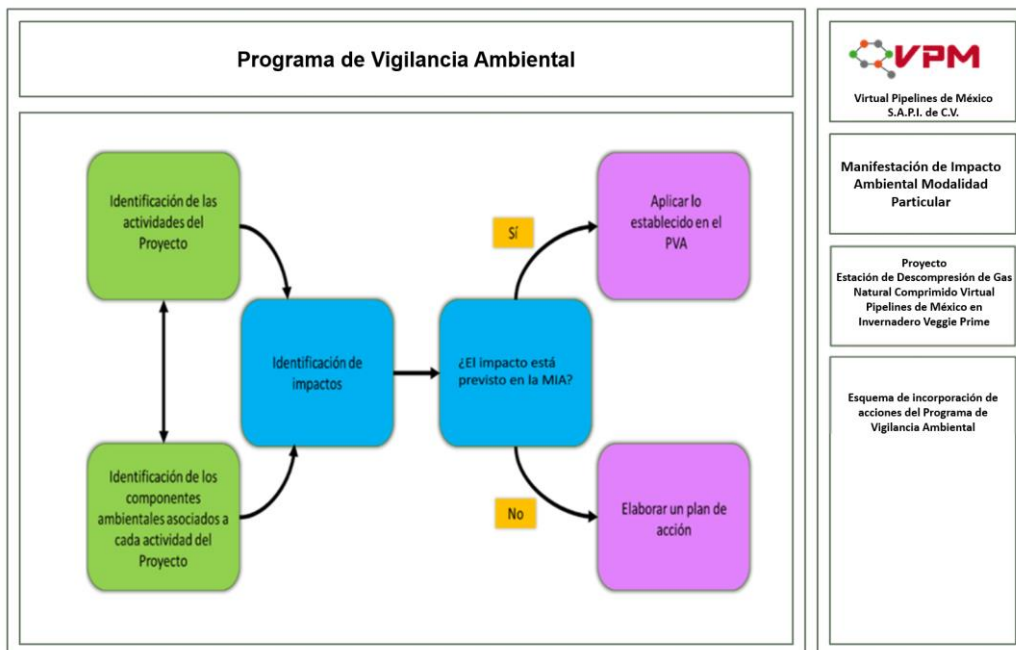 Programa de Vigilancia Ambiental
Identificación de las
actividades del
Proyecto
Identificación de los
componentes
ambientales asociados a
cada actividad del
Proyecto
Identificación de
impactos
¿El impacto está
previsto en la MIA?
Sí
No
Aplicar lo
establecido en el
PVA
Elaborar un plan de
acción
VPM
Virtual Pipelines de México
S.A.P.I. de C.V.
Manifestación de Impacto
Ambiental Modalidad
Particular
Proyecto
Estación de Descompresión de Gas
Natural Comprimido Virtual
Pipelines de México en
Invernadero Veggie Prime
Esquema de incorporación de
acciones del Programa de
Vigilancia Ambiental